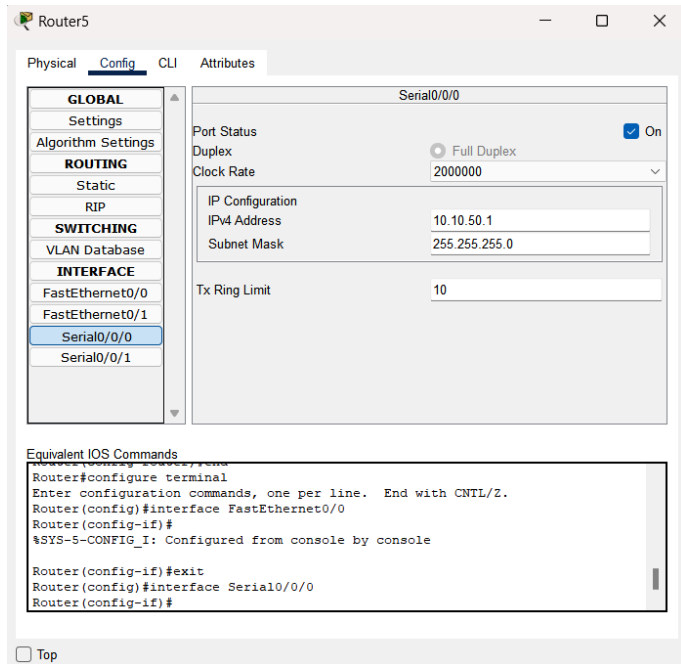 Router5
Physical Config CLI Attributes
GLOBAL
Settings
Algorithm Settings
ROUTING
Static
RIP
SWITCHING
VLAN Database
INTERFACE
FastEthernet0/0
FastEthernet0/1
Serial0/0/0
Serial0/0/1
Serial0/0/0
Port Status On
Duplex Full Duplex
Clock Rate 2000000
IP Configuration
IPv4 Address 10.10.50.1
Subnet Mask 255.255.255.0
Tx Ring Limit 10
Equivalent IOS Commands
Router(config-router)#end
Router#configure terminal
Enter configuration commands, one per line. End with CNTL/Z.
Router(config)#interface FastEthernet0/0
Router(config-if)#
%SYS-5-CONFIG_I: Configured from console by console
Router(config-if)#exit
Router(config)#interface Serial0/0/0
Router(config-if)#
Top